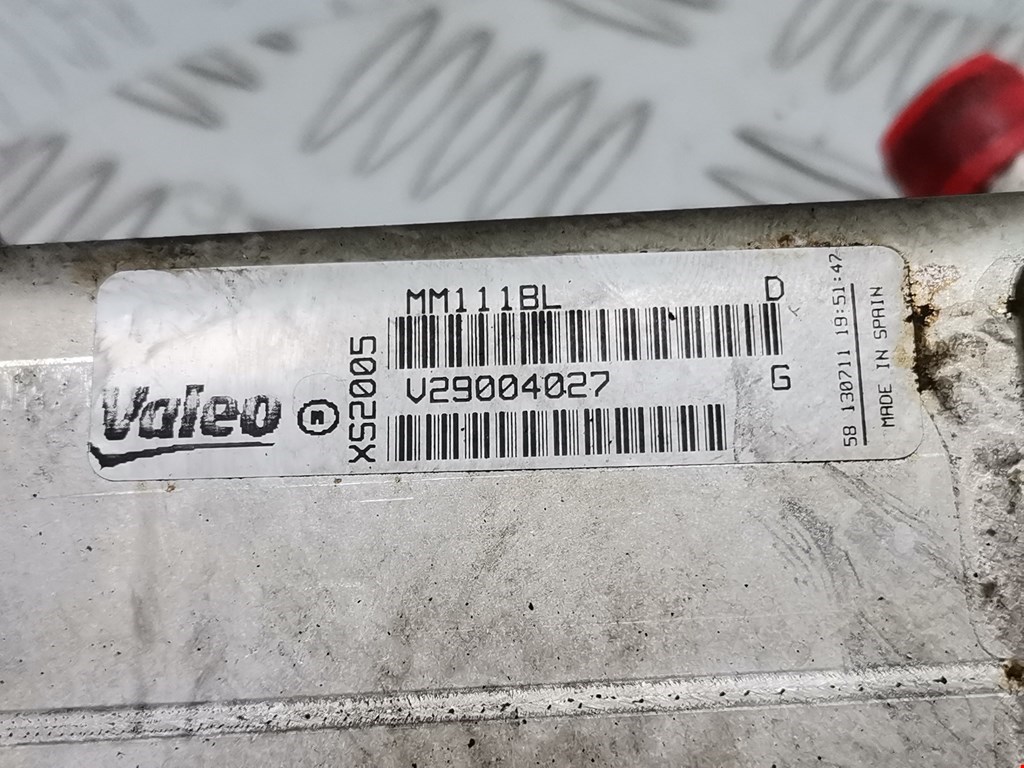 Valeo
XS2005
MM111BL D
V29004027 G
58 130711 19:51:47
MADE IN SPAIN